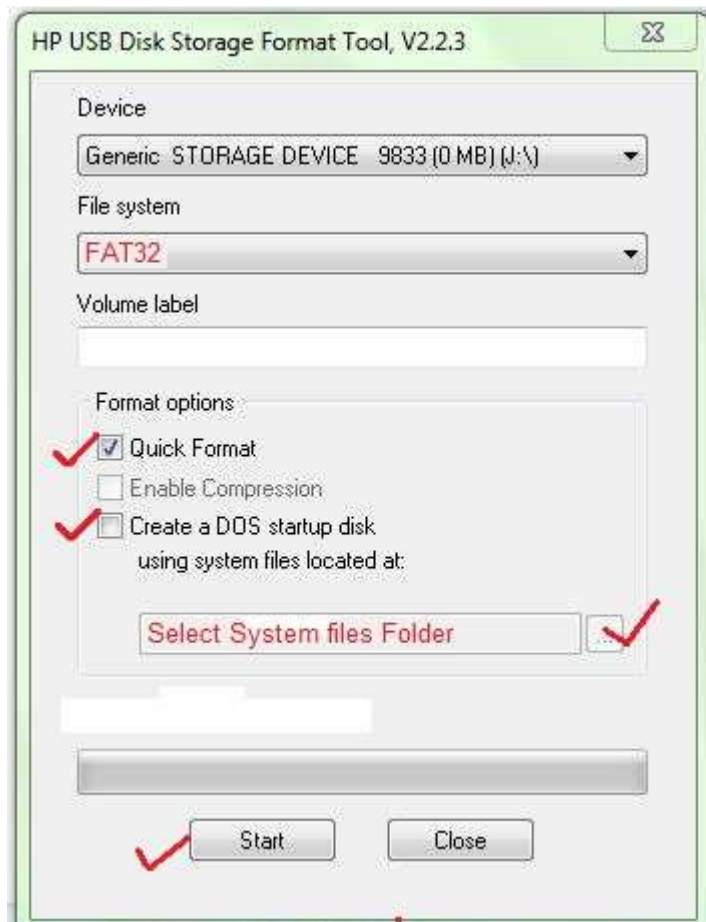 HP USB Disk Storage Format Tool, V2.2.3
Device
Generic STORAGE DEVICE 9833 (0 MB) (J:\)
File system
FAT32
Volume label
Format options
Quick Format
Enable Compression
Create a DOS startup disk
using system files located at:
Select System files Folder
...
Start
Close